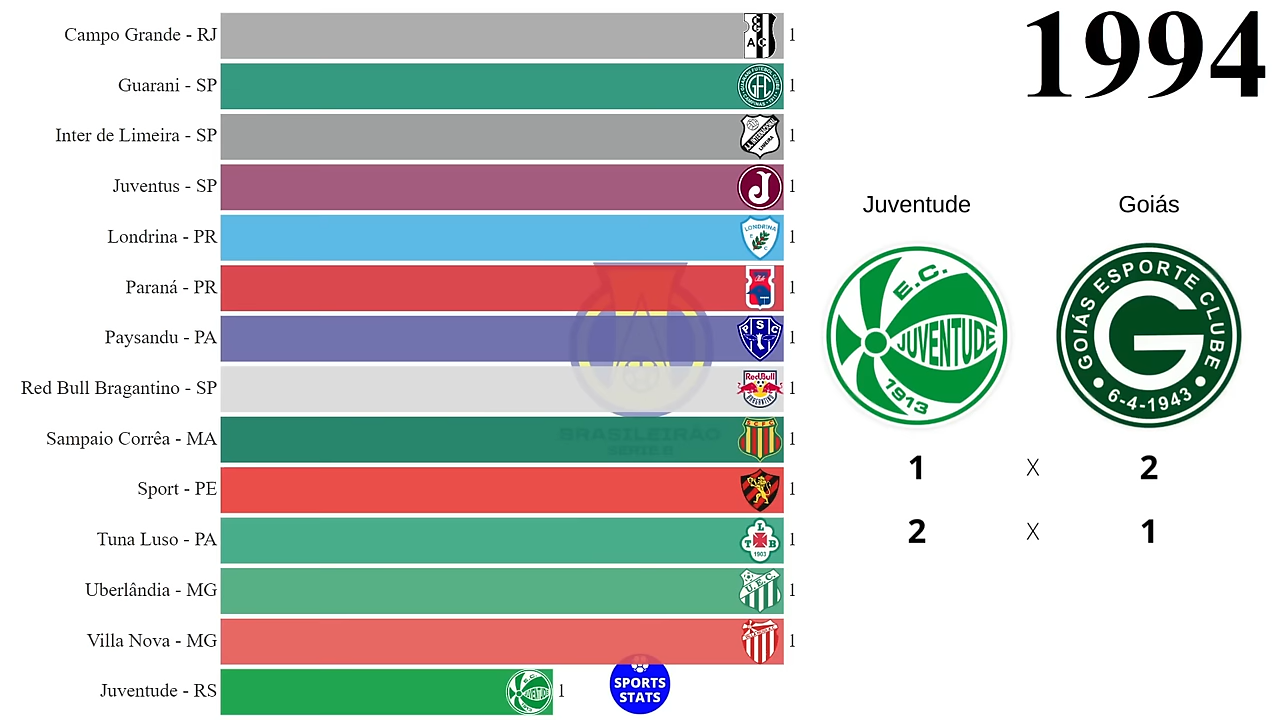 1994
Campo Grande - RJ 1
Guarani - SP 1
Inter de Limeira - SP 1
Juventus - SP 1
Londrina - PR 1
Paraná - PR 1
Paysandu - PA 1
Red Bull Bragantino - SP 1
Sampaio Corrêa - MA 1
Sport - PE 1
Tuna Luso - PA 1
Uberlândia - MG 1
Villa Nova - MG 1
Juventude - RS 1
BRASILEIRÃO
SÉRIE B
SPORTS
STATS
Juventude Goiás
E.C.
JUVENTUDE
1913
GOIÁS ESPORTE CLUBE
G
6-4-1943
1 X 2
2 X 1